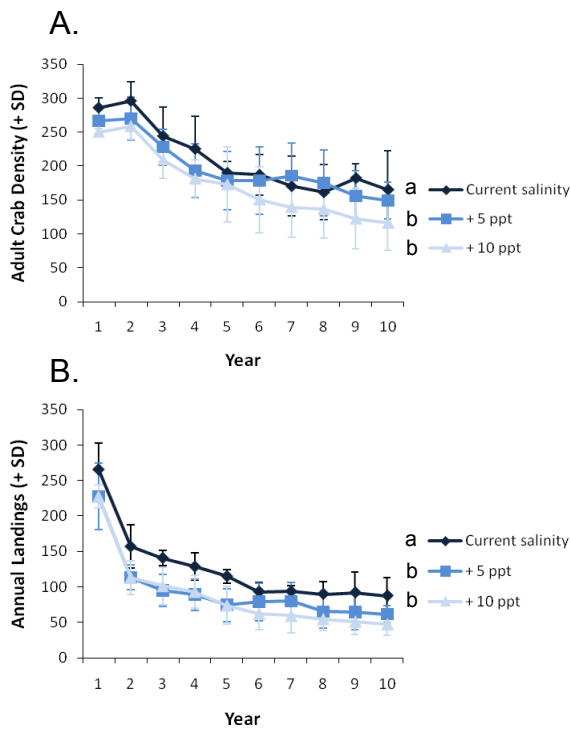 A.
Adult Crab Density (+ SD)
350
300
250
200
150
100
50
0
1 2 3 4 5 6 7 8 9 10
Year
a Current salinity
b + 5 ppt
b + 10 ppt
B.
Annual Landings (+ SD)
350
300
250
200
150
100
50
0
1 2 3 4 5 6 7 8 9 10
Year
a Current salinity
b + 5 ppt
b + 10 ppt